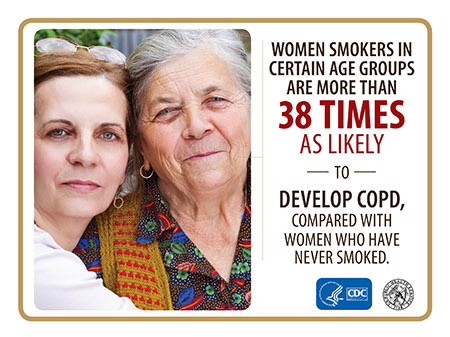 WOMEN SMOKERS IN
CERTAIN AGE GROUPS
ARE MORE THAN
38 TIMES
AS LIKELY
TO
DEVELOP COPD,
COMPARED WITH
WOMEN WHO HAVE
NEVER SMOKED.
CDC